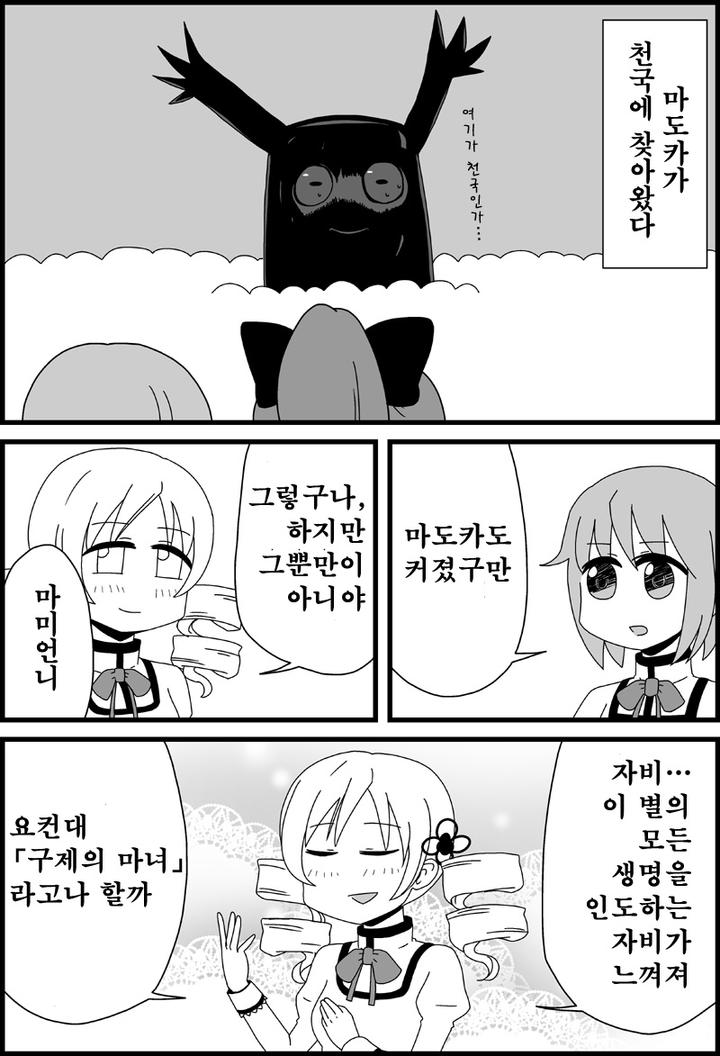 마도카가
천국에 찾아왔다
여기가 천국인가…
마도카도
커졌구만
그렇구나,
하지만
그뿐만이
아니야
마미언니
자비…
이 별의
모든
생명을
인도하는
자비가
느껴져
요컨대
「구제의 마녀」
라고나 할까